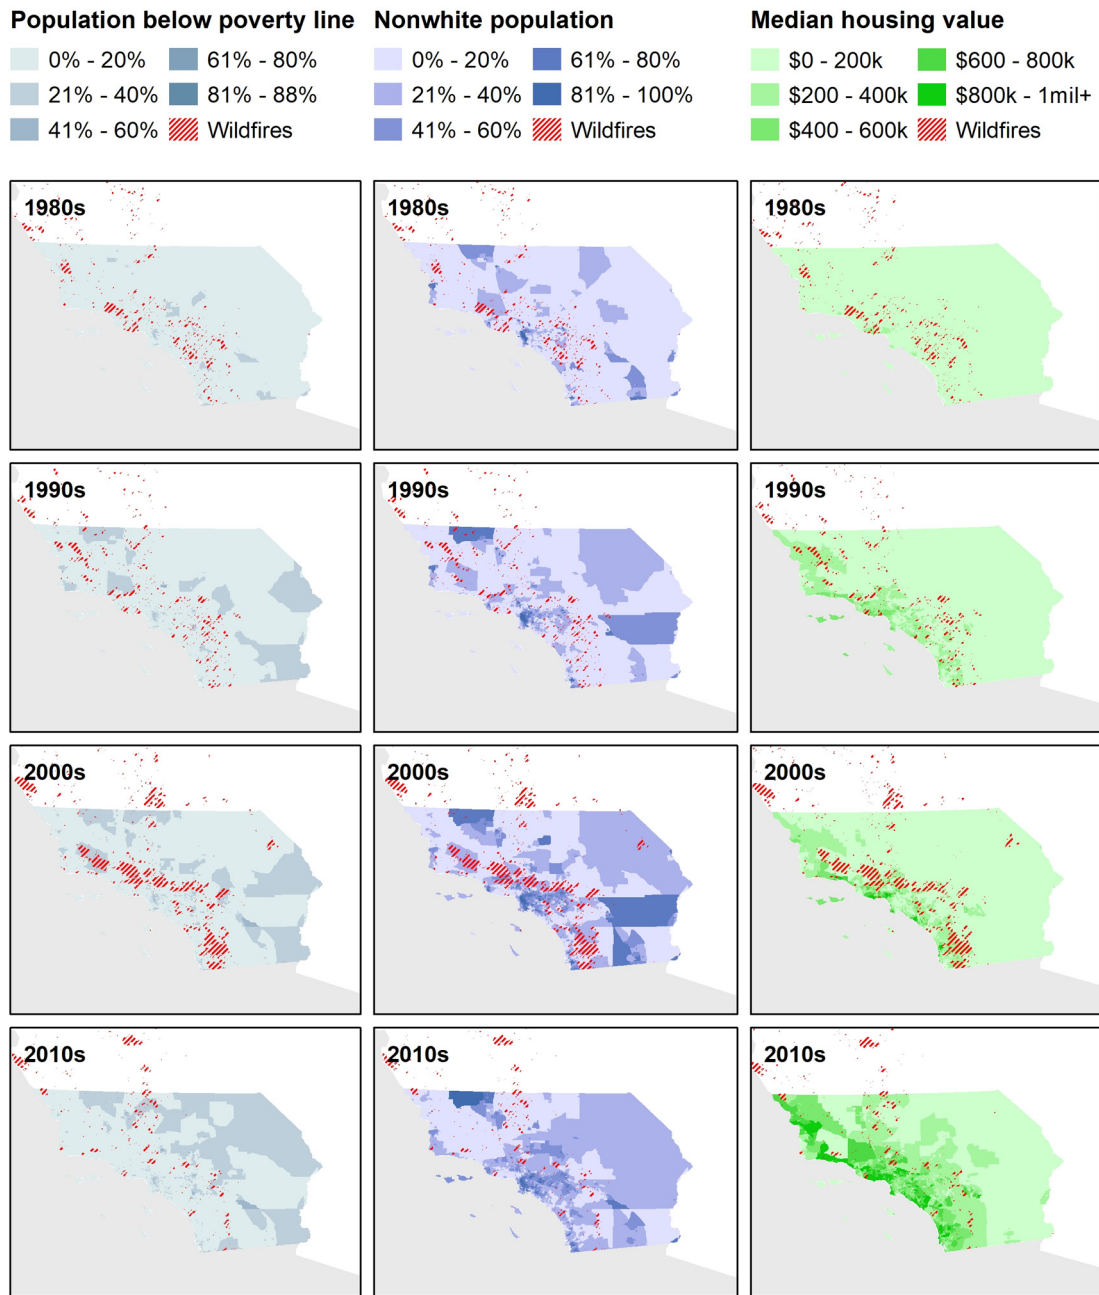 Population below poverty line
0% - 20%
61% - 80%
21% - 40%
81% - 88%
41% - 60%
Wildfires
Nonwhite population
0% - 20%
61% - 80%
21% - 40%
81% - 100%
41% - 60%
Wildfires
Median housing value
$0 - 200k
$600 - 800k
$200 - 400k
$800k - 1mil+
$400 - 600k
Wildfires
1980s
1980s
1980s
1990s
1990s
1990s
2000s
2000s
2000s
2010s
2010s
2010s